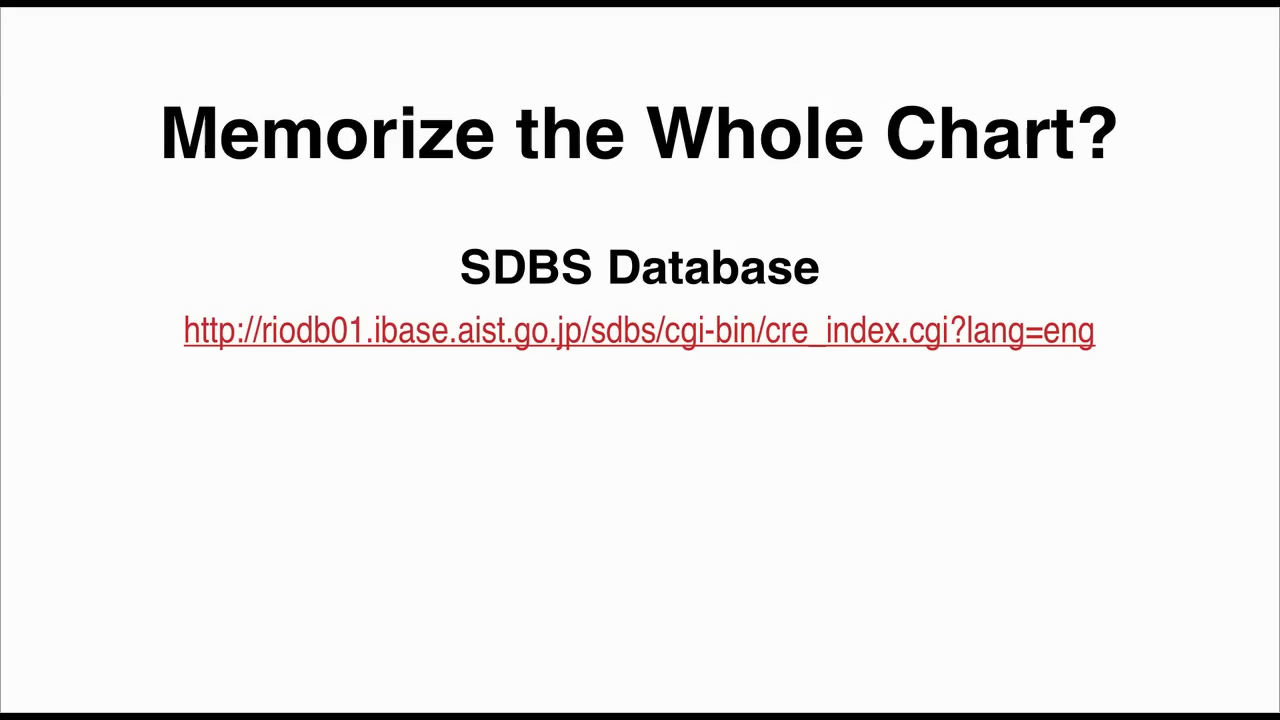 Memorize the Whole Chart?
SDBS Database
http://riodb01.ibase.aist.go.jp/sdbs/cgi-bin/cre_index.cgi?lang=eng